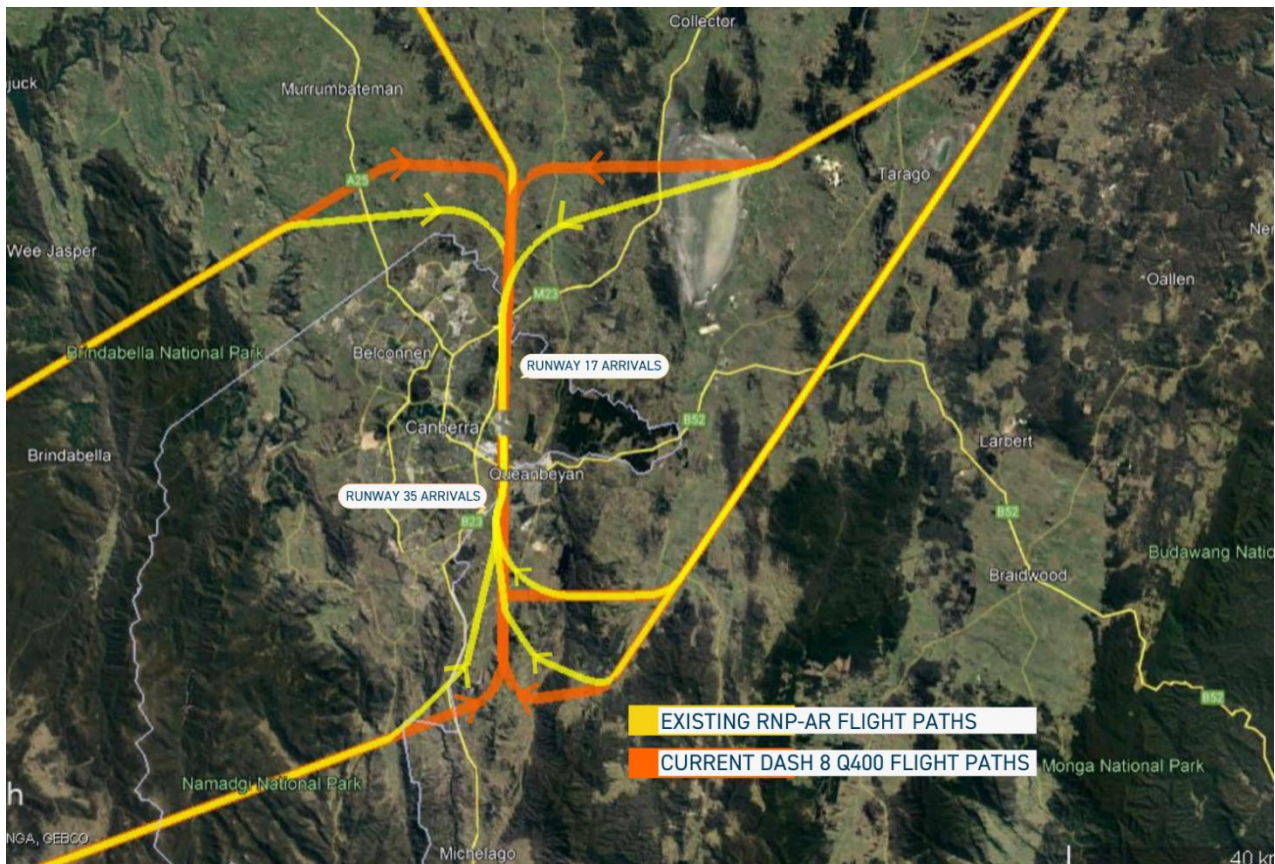 Collector
Murrumbateman
juck
Tarago
A25
Ner
Wee Jasper
Oallen
M23
Brindabella National Park
Belconnen
RUNWAY 17 ARRIVALS
Canberra
B52
Larbert
Brindabella
Queanbeyan
RUNWAY 35 ARRIVALS
B23
B52
Budawang Natio
Braidwood
B52
EXISTING RNP-AR FLIGHT PATHS
CURRENT DASH 8 Q400 FLIGHT PATHS
Monga National Park
Namadgi National Park
h
NGA, GEBCO
Michelago
40 km